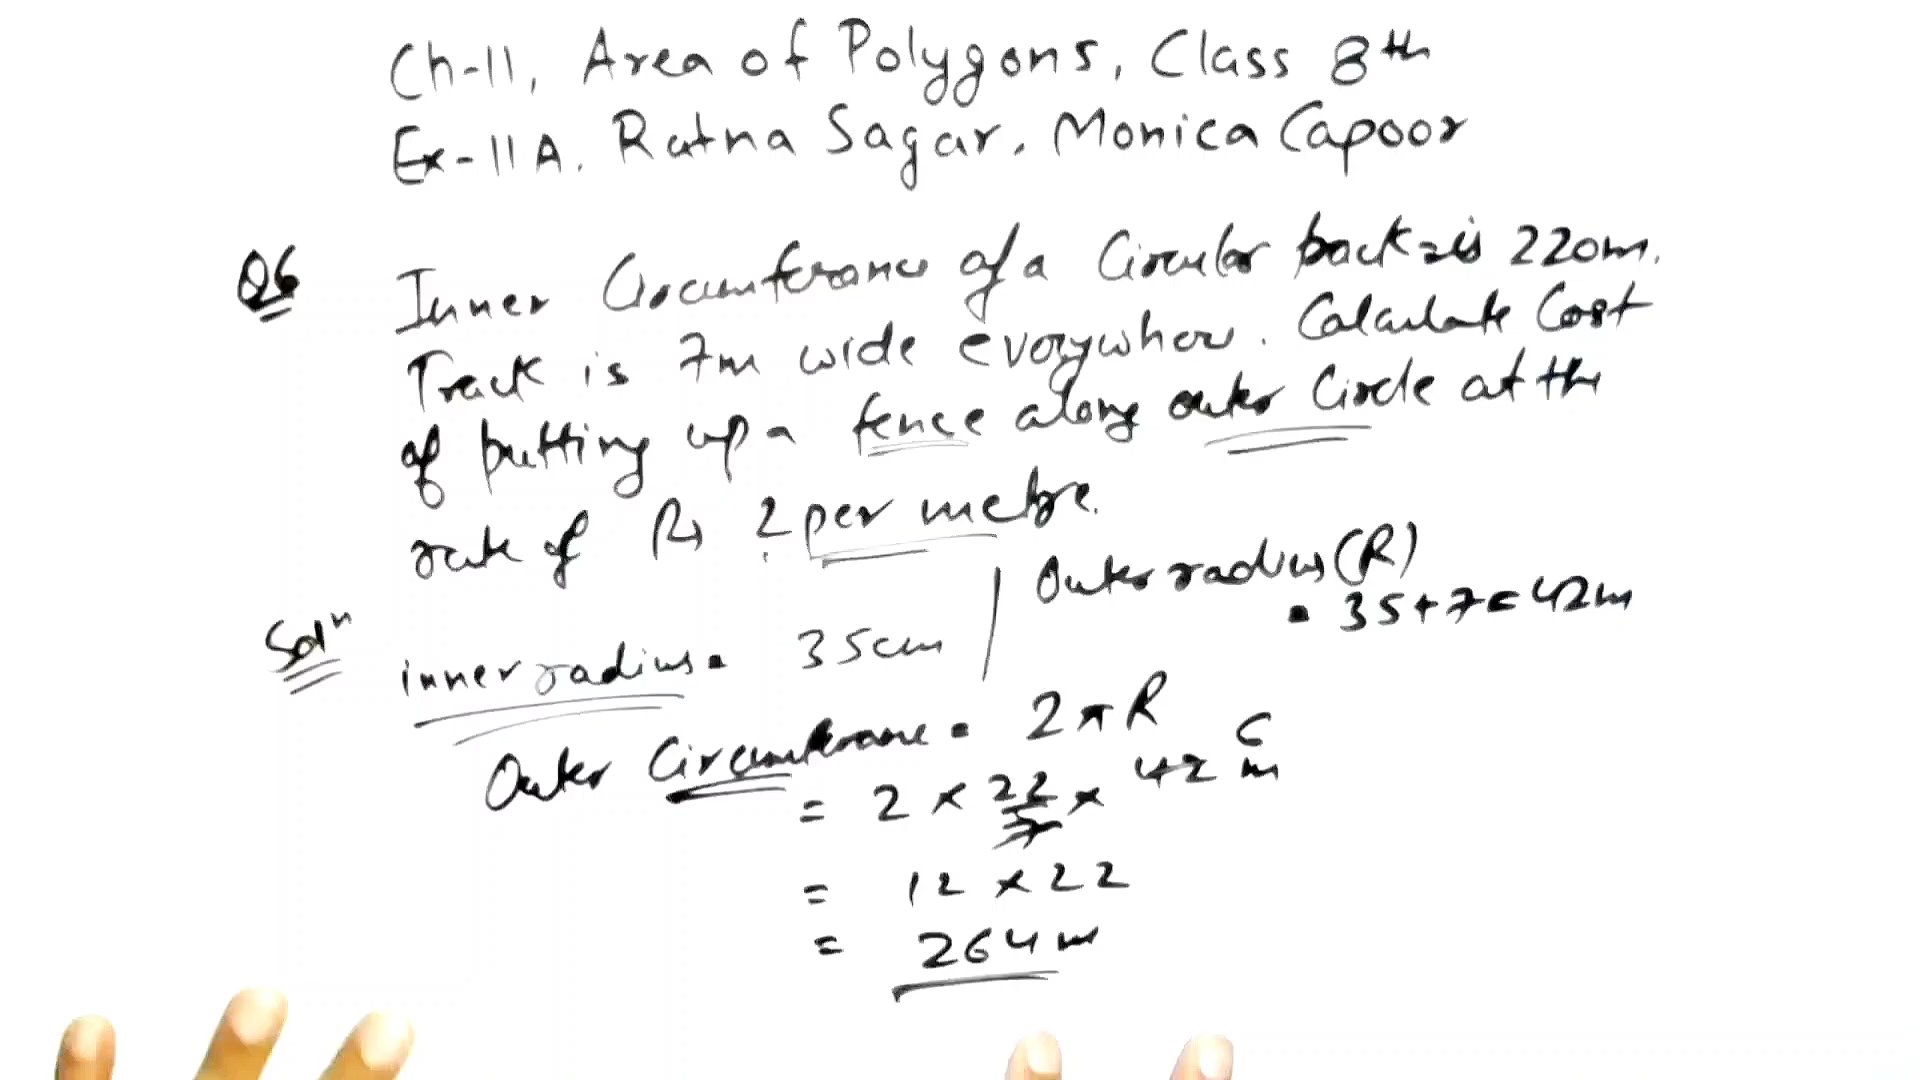 Ch-11, Area of Polygons, Class 8th
Ex-11A. Ratna Sagar, Monica Capoor
Q6 Inner Circumferance of a Circular is 220m.
Track is 7m wide everywhere. Calculate Cost
of putting up a fence along outer Circle at the
rate of Rs 2 per metre.
Soln inner radius = 35cm
Outer radius (R)
= 35+7 = 42m
Outer Circumferance = 2πR
= 2 × 22/7 × 42 m 6
= 12 × 22
= 264m